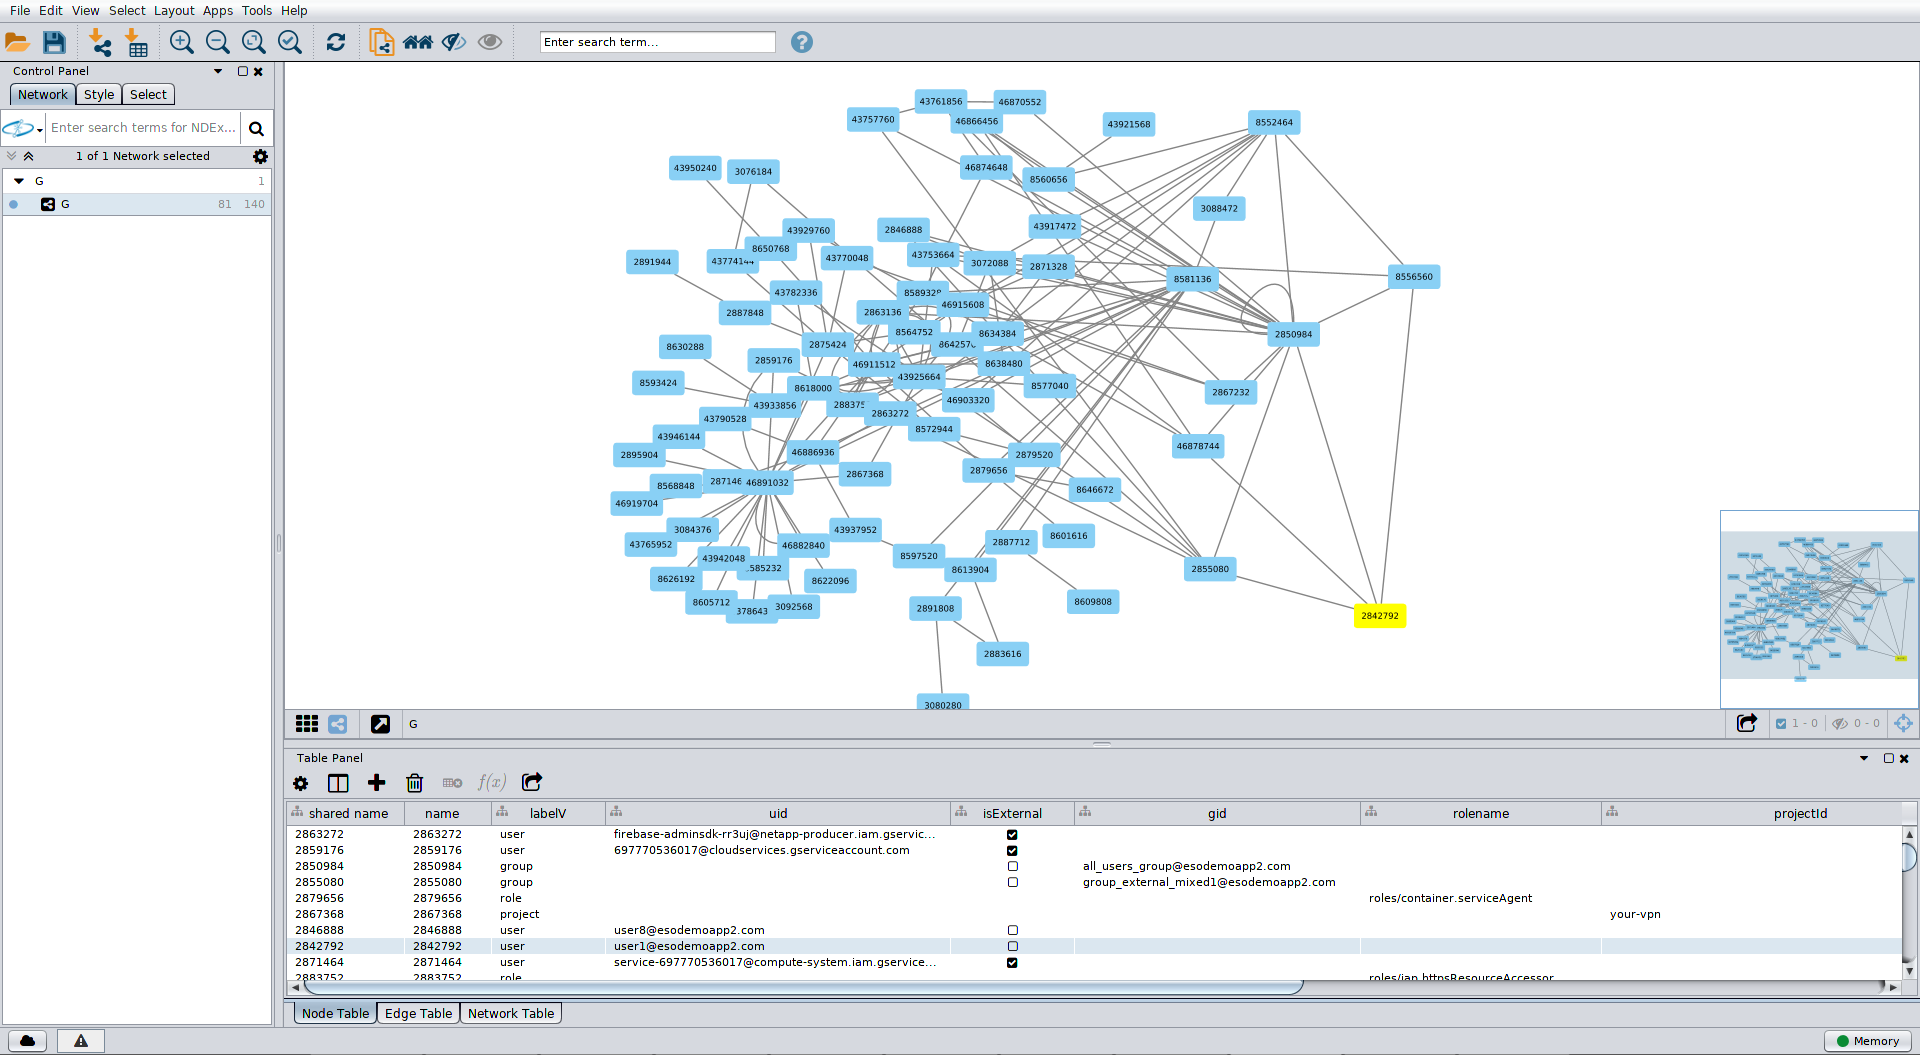 File Edit View Select Layout Apps Tools Help
Enter search term...
Control Panel
Network Style Select
Enter search terms for NDEx...
1 of 1 Network selected
G 1
G 81 140
43761856 46870552
43757760 46866456 43921568 8552464
43950240 3076184 46874648 8560656
3088472
43929760 2846888 43917472
8650768
2891944 43774144 43770048 43753664 3072088 2871328 8581136 8556560
43782336 8589328 46915608
2887848 2863136
8564752 8634384 2850984
8630288 2875424 8642570
2859176 46911512 8638480
8593424 8618000 43925664 8577040 2867232
43933856 28837 2863272 46903320
43790528 8572944
43946144 46886936 46878744
2895904 2879520
2867368 2879656
8568848 287146 46891032 8646672
46919704
3084376 43937952
43765952 46882840 2887712 8601616
43942048 585232 8597520 8613904 2855080
8626192 8622096
8605712 378643 3092568 2891808 8609808 2842792
2883616
3080280
G 1 - 0 0 - 0
Table Panel
f(x)
shared name name labelV uid isExternal gid rolename projectId
2863272 2863272 user firebase-adminsdk-rr3uj@netapp-producer.iam.gservic...
2859176 2859176 user 697770536017@cloudservices.gserviceaccount.com
2850984 2850984 group all_users_group@esodemoapp2.com
2855080 2855080 group group_external_mixed1@esodemoapp2.com
2879656 2879656 role roles/container.serviceAgent
2867368 2867368 project your-vpn
2846888 2846888 user user8@esodemoapp2.com
2842792 2842792 user user1@esodemoapp2.com
2871464 2871464 user service-697770536017@compute-system.iam.gservice...
2883752 2883752 role roles/iap.httpsResourceAccessor
Node Table Edge Table Network Table
Memory